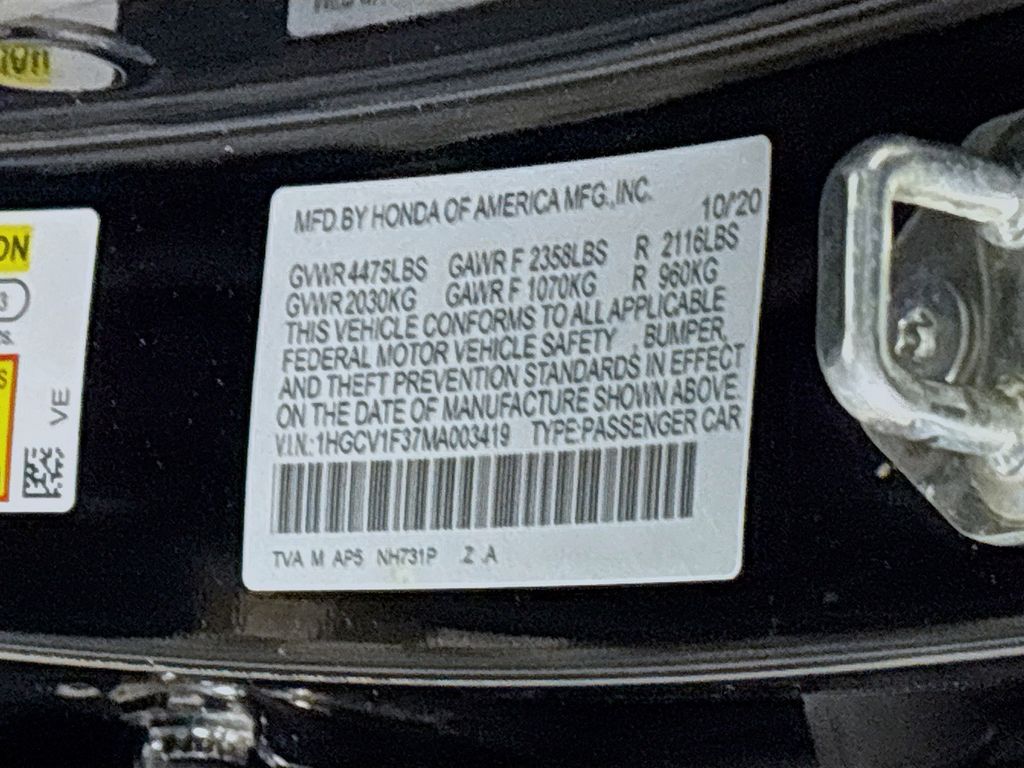 MFD.BY HONDA OF AMERICA MFG.,INC. 10/'20
GVWR 4475LBS GAWR F 2358LBS R 2116LBS
GVWR 2030KG GAWR F 1070KG R 960KG
THIS VEHICLE CONFORMS TO ALL APPLICABLE
FEDERAL MOTOR VEHICLE SAFETY , BUMPER,
AND THEFT PREVENTION STANDARDS IN EFFECT
ON THE DATE OF MANUFACTURE SHOWN ABOVE.
V.I.N.:1HGCV1F37MA003419 TYPE:PASSENGER CAR
TVA M AP5 NH731P Z .A
ON
3
S
VE